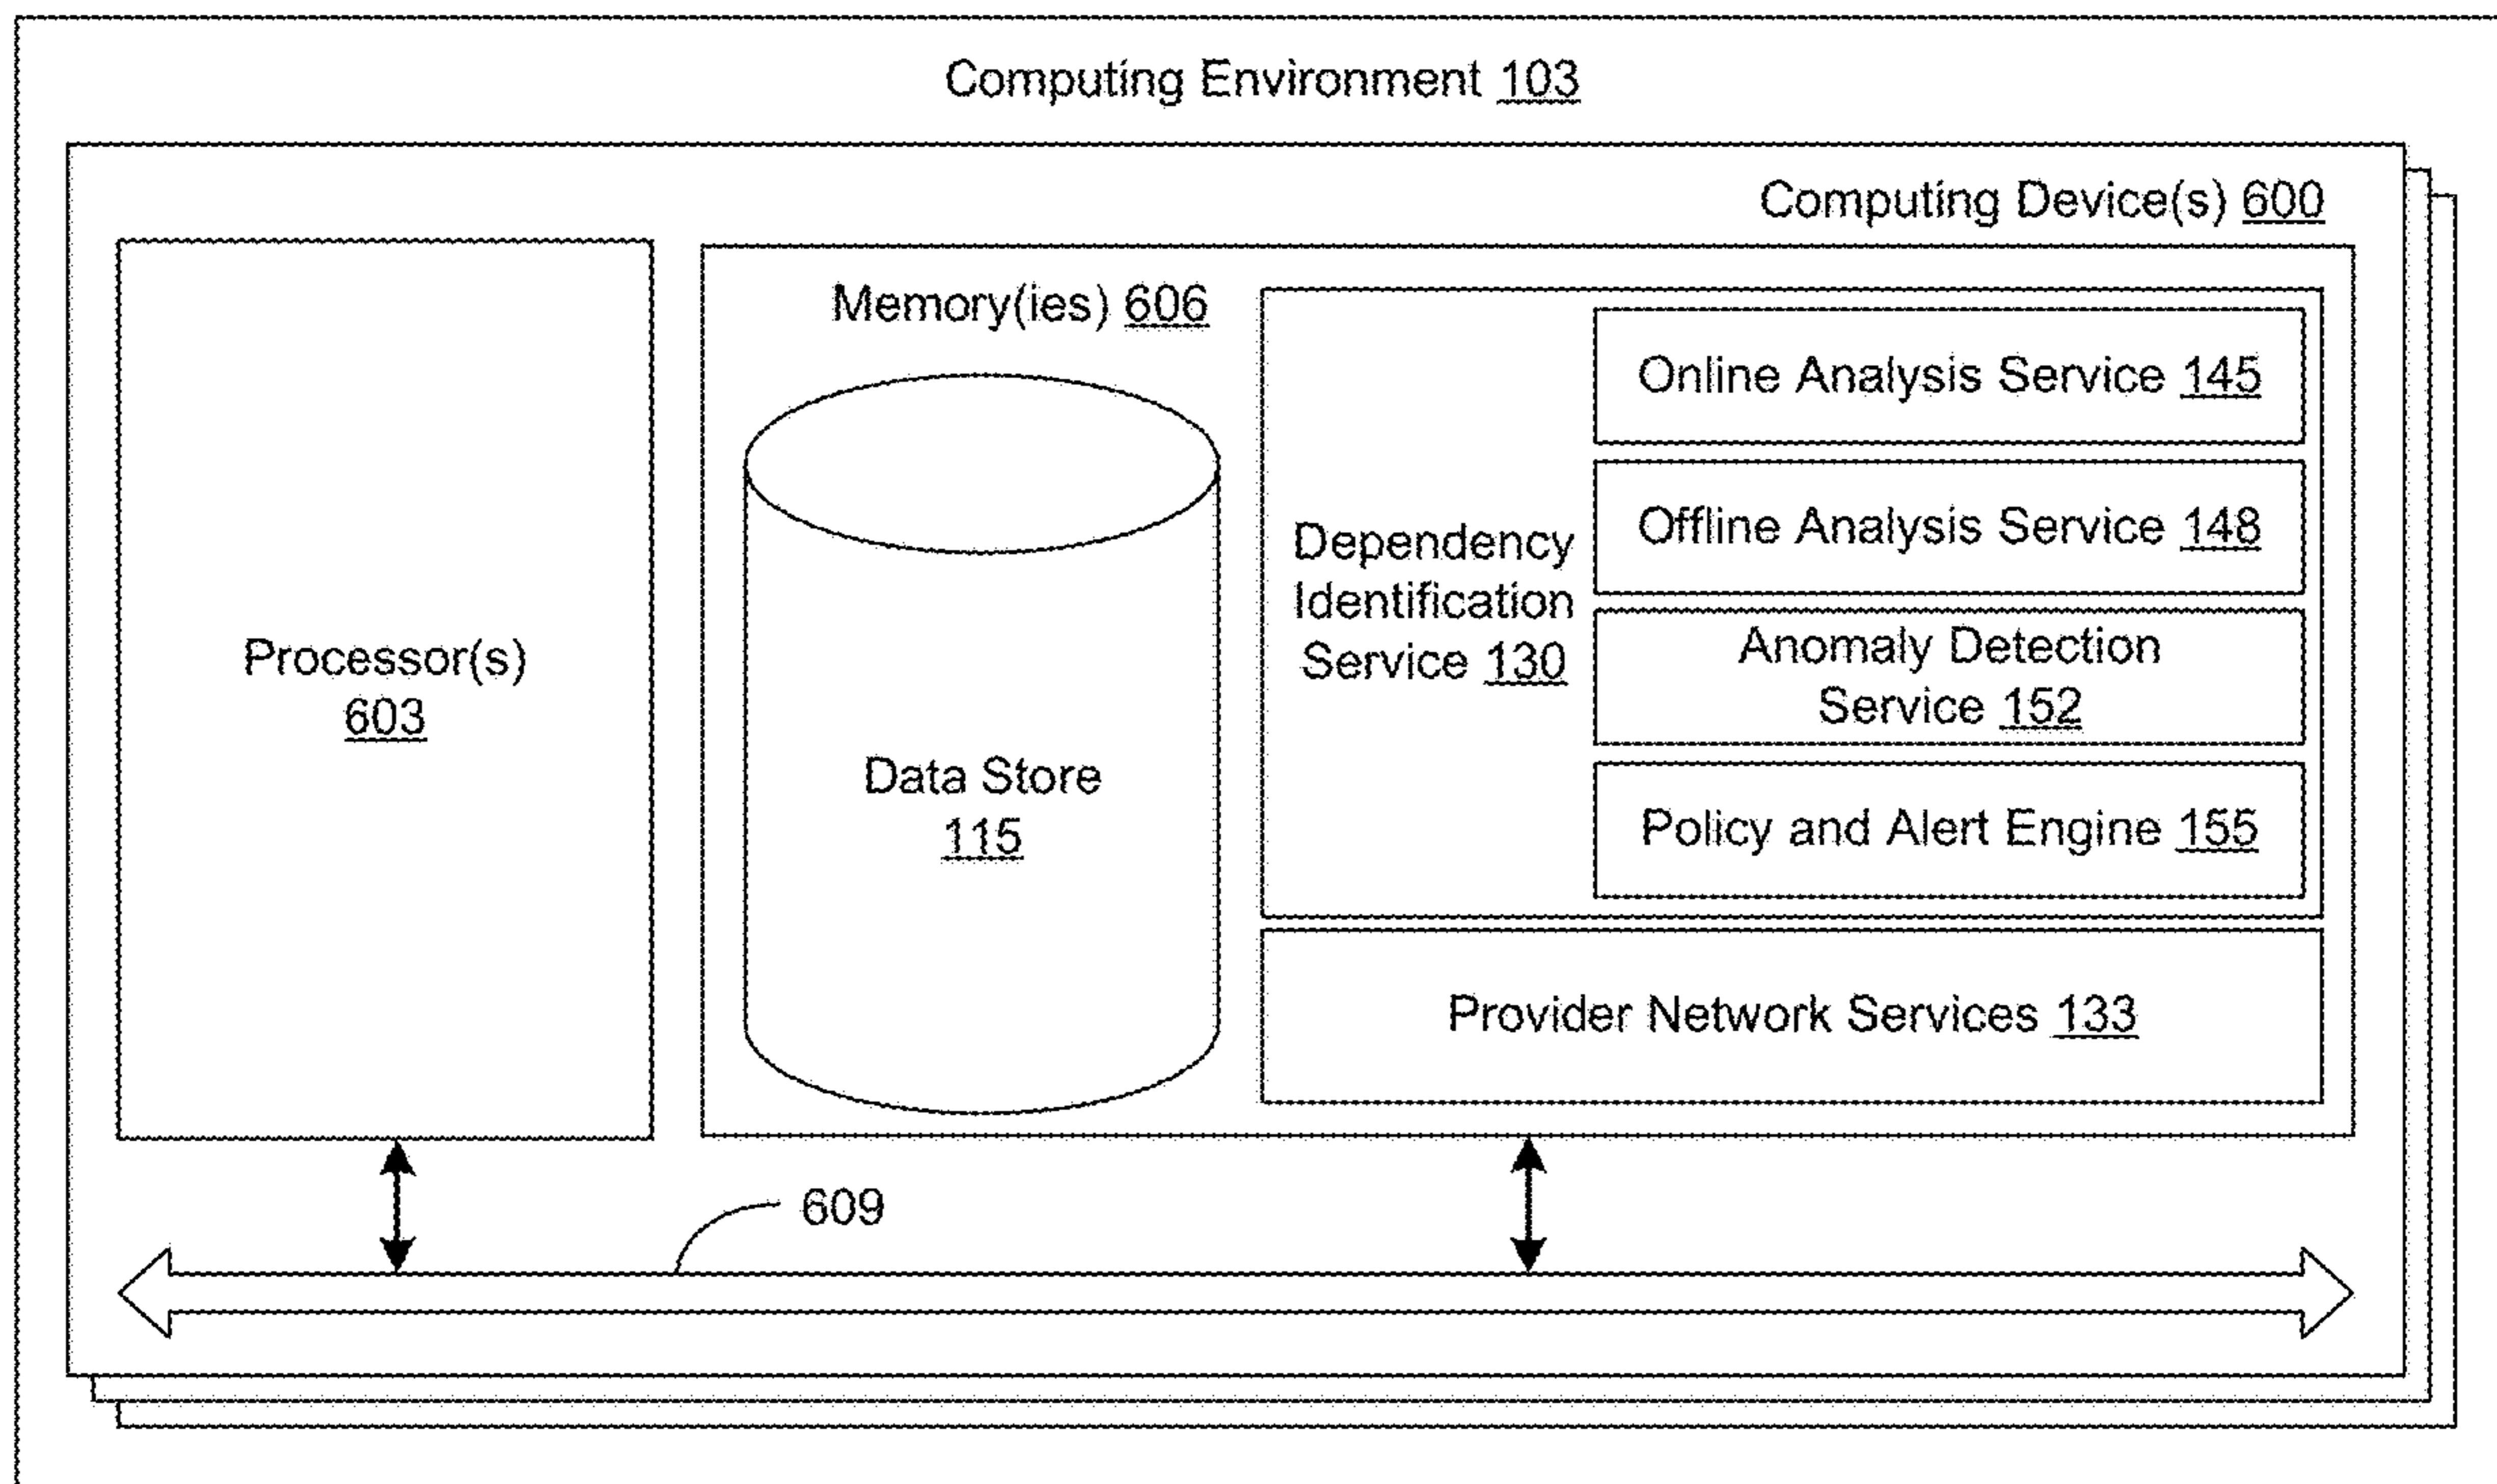 Computing Environment 103
Computing Device(s) 600
Processor(s)
603
Memory(ies) 606
Data Store
115
Dependency
Identification
Service 130
Online Analysis Service 145
Offline Analysis Service 148
Anomaly Detection
Service 152
Policy and Alert Engine 155
Provider Network Services 133
609